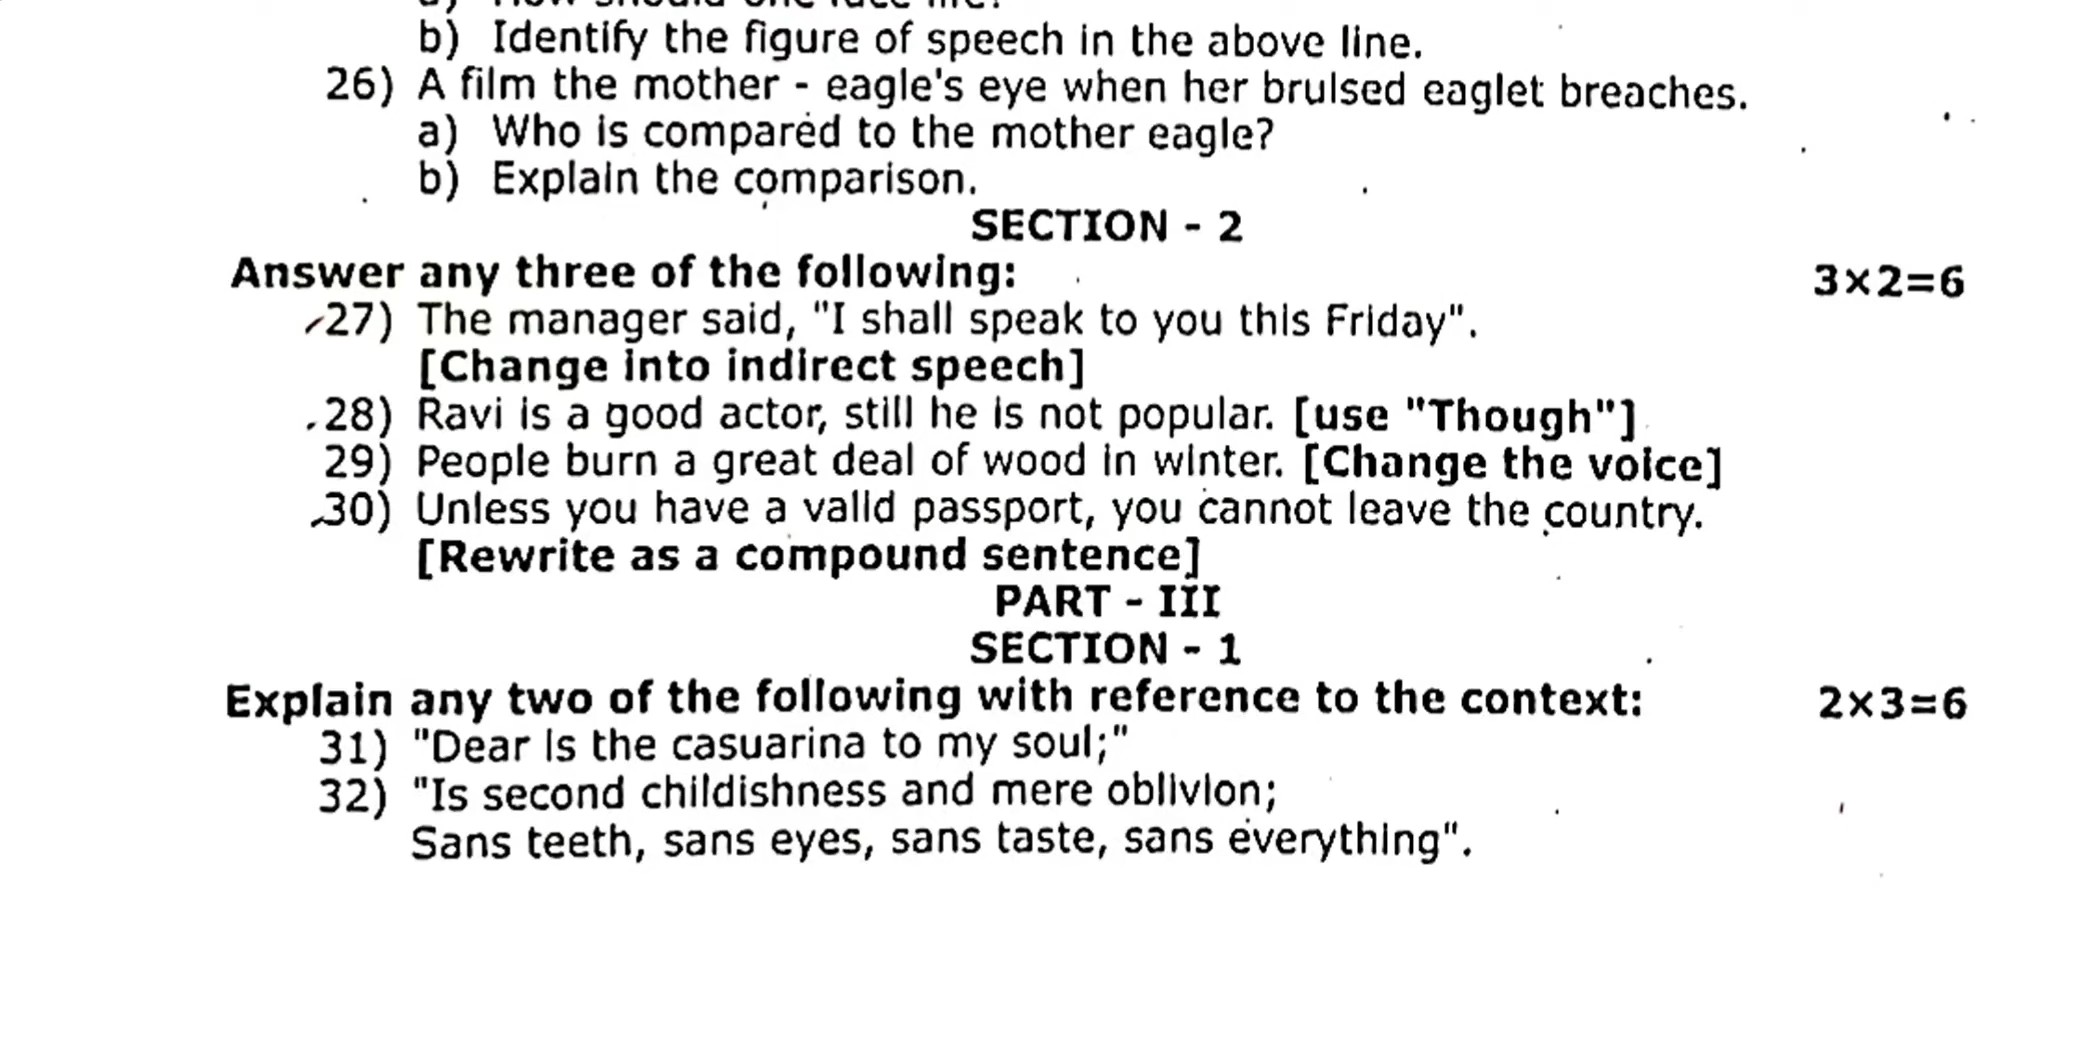 a) How should one face life?
b) Identify the figure of speech in the above line.
26) A film the mother - eagle's eye when her bruised eaglet breaches.
a) Who is compared to the mother eagle?
b) Explain the comparison.
SECTION - 2
Answer any three of the following: 3×2=6
27) The manager said, "I shall speak to you this Friday".
[Change into indirect speech]
28) Ravi is a good actor, still he is not popular. [use "Though"]
29) People burn a great deal of wood in winter. [Change the voice]
30) Unless you have a valid passport, you cannot leave the country.
[Rewrite as a compound sentence]
PART - III
SECTION - 1
Explain any two of the following with reference to the context: 2×3=6
31) "Dear is the casuarina to my soul;"
32) "Is second childishness and mere oblivion;
Sans teeth, sans eyes, sans taste, sans everything".